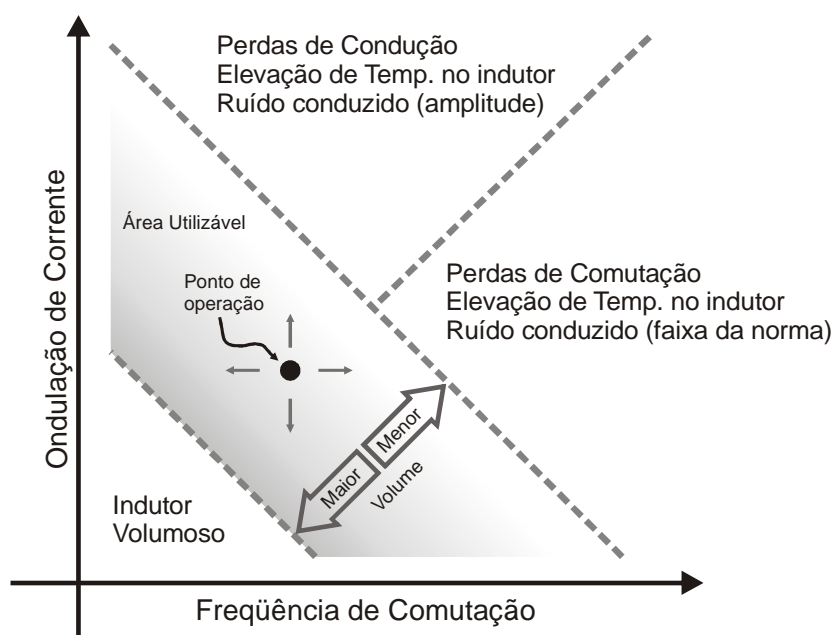 Perdas de Condução
Elevação de Temp. no indutor
Ruído conduzido (amplitude)
Ondulação de Corrente
Área Utilizável
Ponto de
operação
Perdas de Comutação
Elevação de Temp. no indutor
Ruído conduzido (faixa da norma)
Menor
Maior
Volume
Indutor
Volumoso
Freqüência de Comutação